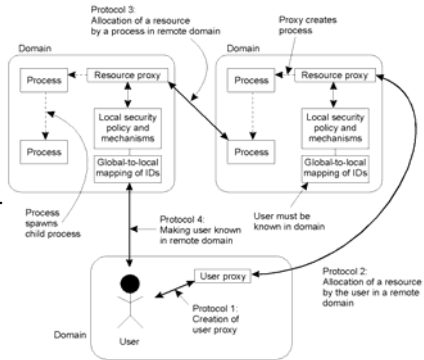 Protocol 3:
Allocation of a resource
by a process in remote domain
Proxy creates
process
Domain
Domain
Process
Resource proxy
Process
Resource proxy
Local security
policy and
mechanisms
Local security
policy and
mechanisms
Process
Process
Global-to-local
mapping of IDs
Global-to-local
mapping of IDs
Process
spawns
child process
Protocol 4:
Making user known
in remote domain
User must be
known in domain
User proxy
Protocol 2:
Allocation of a resource
by the user in a remote
domain
Protocol 1:
Creation of
user proxy
Domain
User